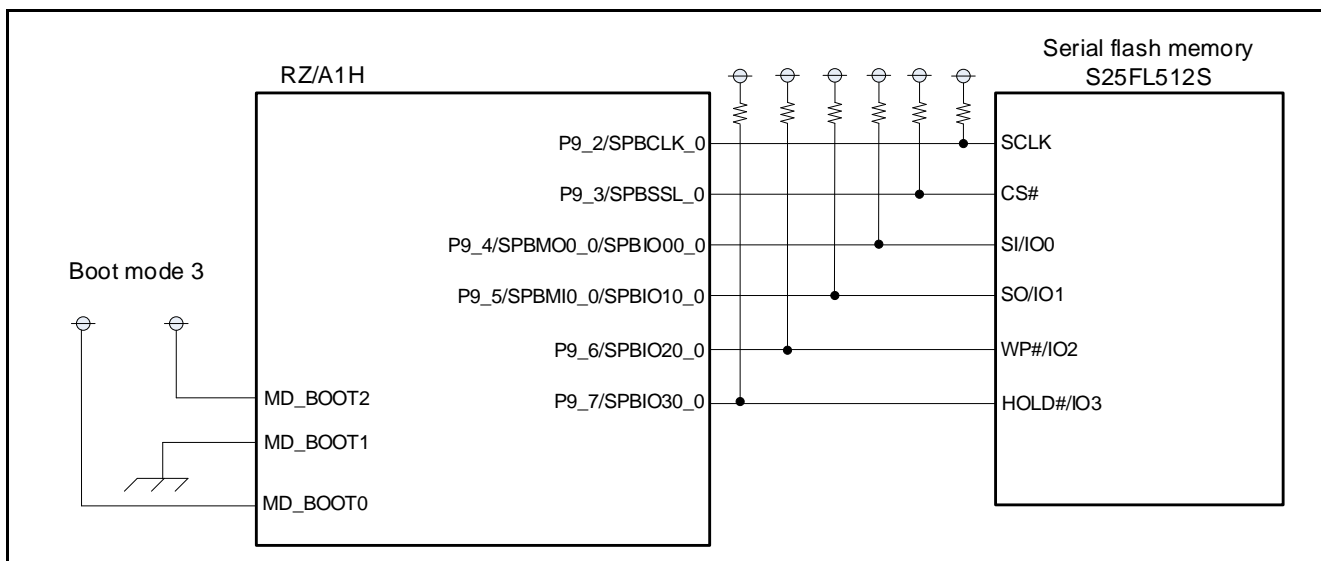 Serial flash memory
RZ/A1H
S25FL512S
P9_2/SPBCLK_0
SCLK
P9_3/SPBSSL_0
CS#
P9_4/SPBMO0_0/SPBIO00_0
SI/IO0
Boot mode 3
P9_5/SPBMI0_0/SPBIO10_0
SO/IO1
P9_6/SPBIO20_0
WP#/IO2
MD_BOOT2
P9_7/SPBIO30_0
HOLD#/IO3
MD_BOOT1
MD_BOOT0